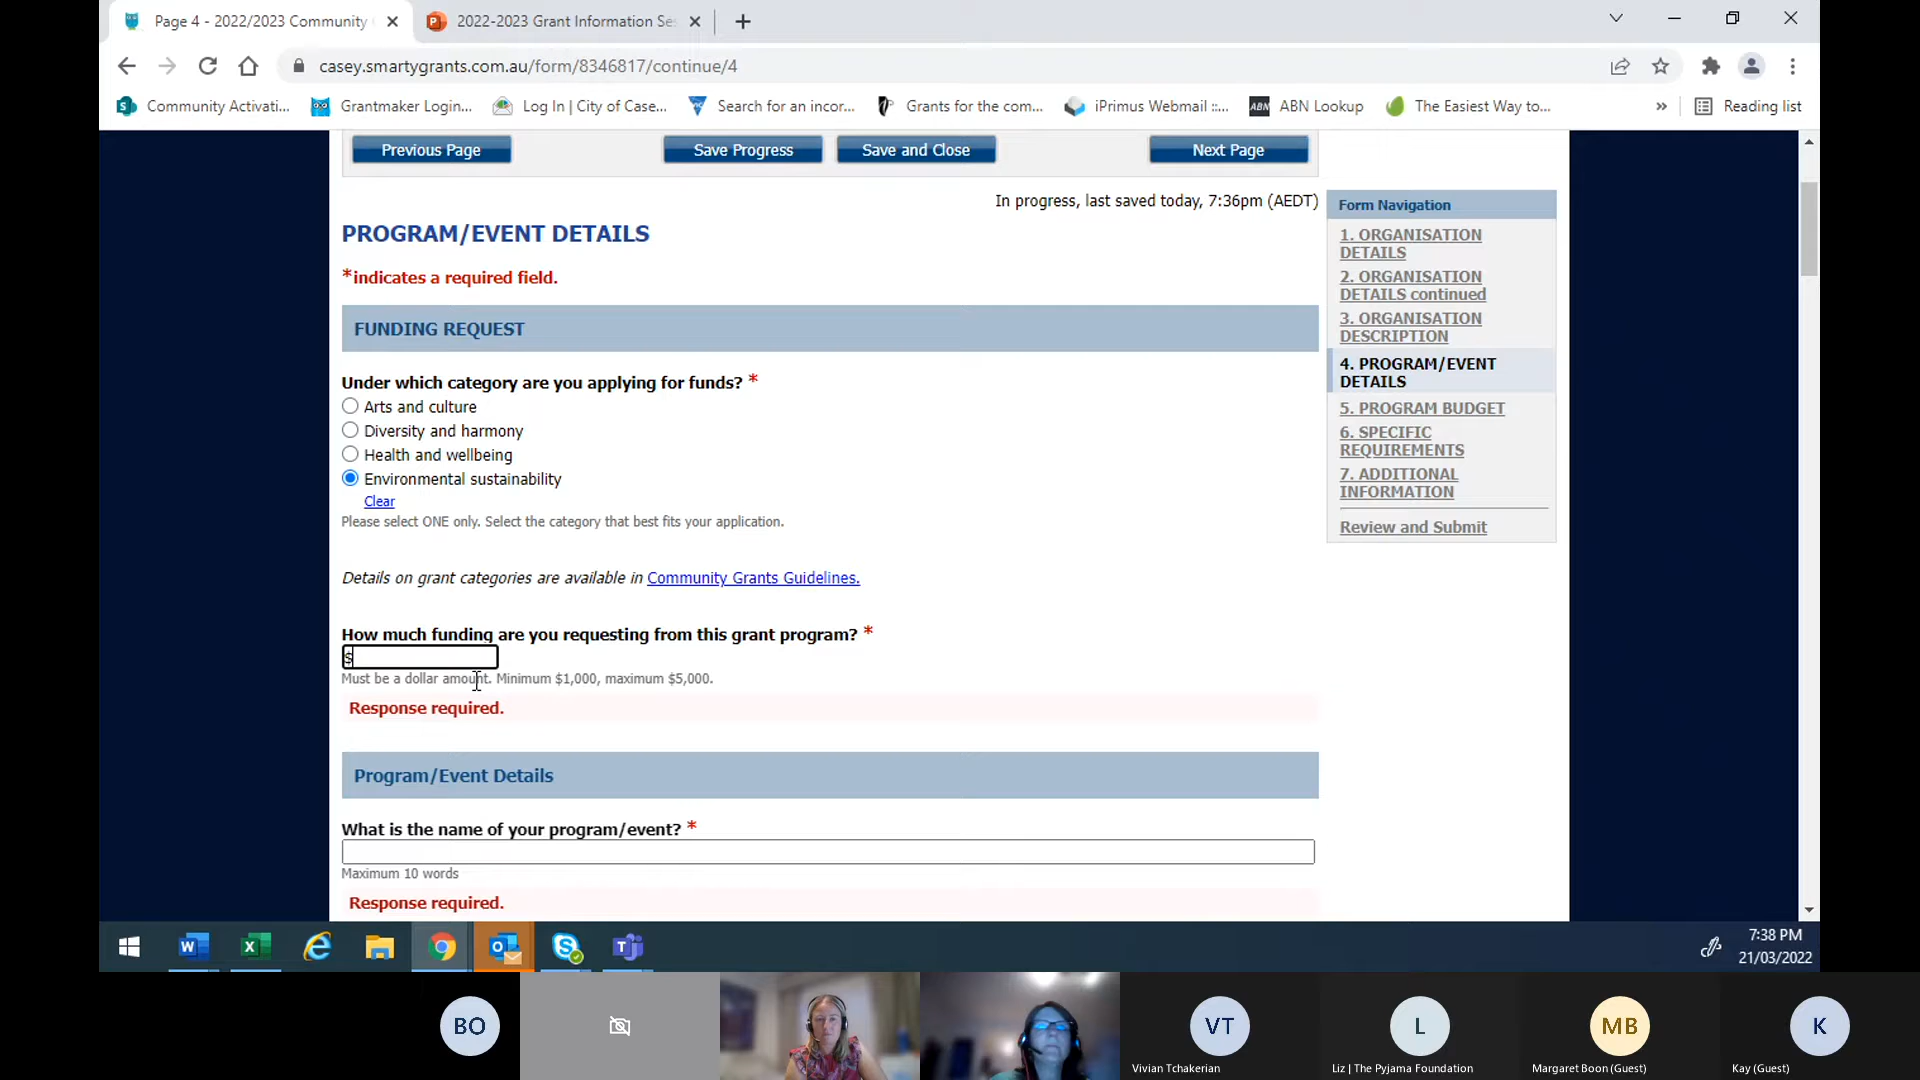 Page 4 - 2022/2023 Community
2022-2023 Grant Information Ses
casey.smartygrants.com.au/form/8346817/continue/4
Community Activati...
Grantmaker Login...
Log In | City of Case...
Search for an incor...
Grants for the com...
iPrimus Webmail ::...
ABN
ABN Lookup
The Easiest Way to...
»
Reading list
Previous Page
Save Progress
Save and Close
Next Page
In progress, last saved today, 7:36pm (AEDT)
PROGRAM/EVENT DETAILS
*indicates a required field.
FUNDING REQUEST
Under which category are you applying for funds? *
Arts and culture
Diversity and harmony
Health and wellbeing
Environmental sustainability
Clear
Please select ONE only. Select the category that best fits your application.
Details on grant categories are available in Community Grants Guidelines.
How much funding are you requesting from this grant program? *
$
Must be a dollar amount. Minimum $1,000, maximum $5,000.
Response required.
Program/Event Details
What is the name of your program/event? *
Maximum 10 words
Response required.
Form Navigation
1. ORGANISATION
DETAILS
2. ORGANISATION
DETAILS continued
3. ORGANISATION
DESCRIPTION
4. PROGRAM/EVENT
DETAILS
5. PROGRAM BUDGET
6. SPECIFIC
REQUIREMENTS
7. ADDITIONAL
INFORMATION
Review and Submit
7:38 PM
21/03/2022
BO
VT
L
MB
K
Vivian Tchakerian
Liz | The Pyjama Foundation
Margaret Boon (Guest)
Kay (Guest)